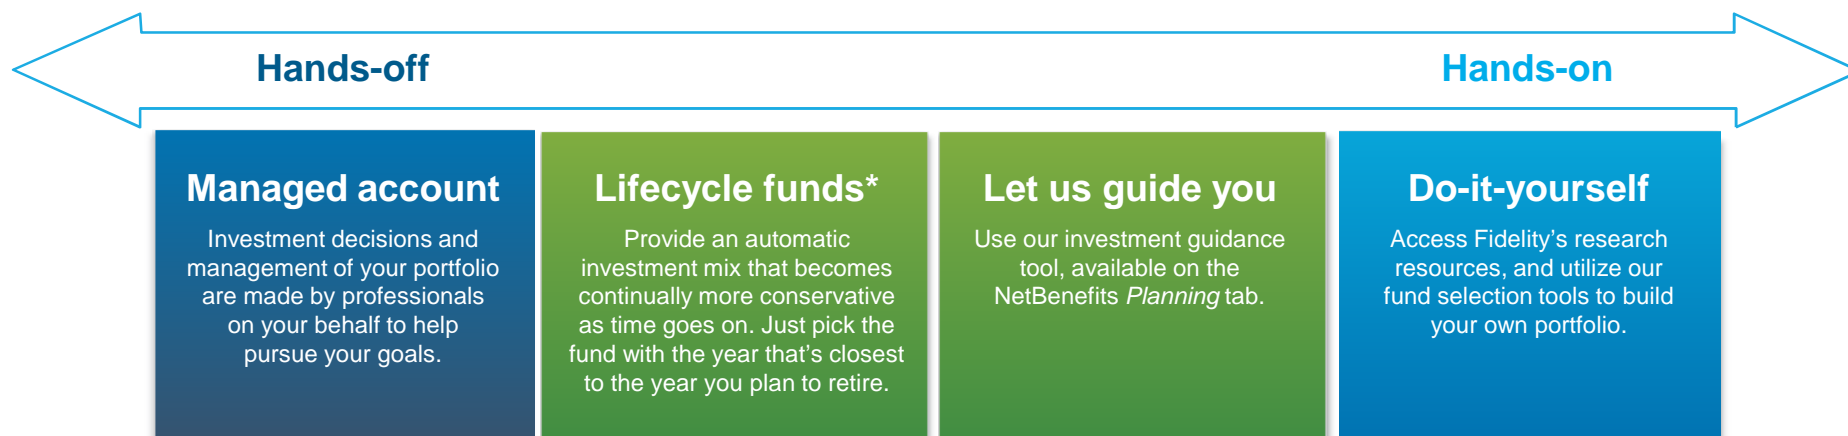 Hands-off
Hands-on
Managed account
Investment decisions and
management of your portfolio
are made by professionals
on your behalf to help
pursue your goals.
Lifecycle funds*
Provide an automatic
investment mix that becomes
continually more conservative
as time goes on. Just pick the
fund with the year that’s closest
to the year you plan to retire.
Let us guide you
Use our investment guidance
tool, available on the
NetBenefits Planning tab.
Do-it-yourself
Access Fidelity’s research
resources, and utilize our
fund selection tools to build
your own portfolio.